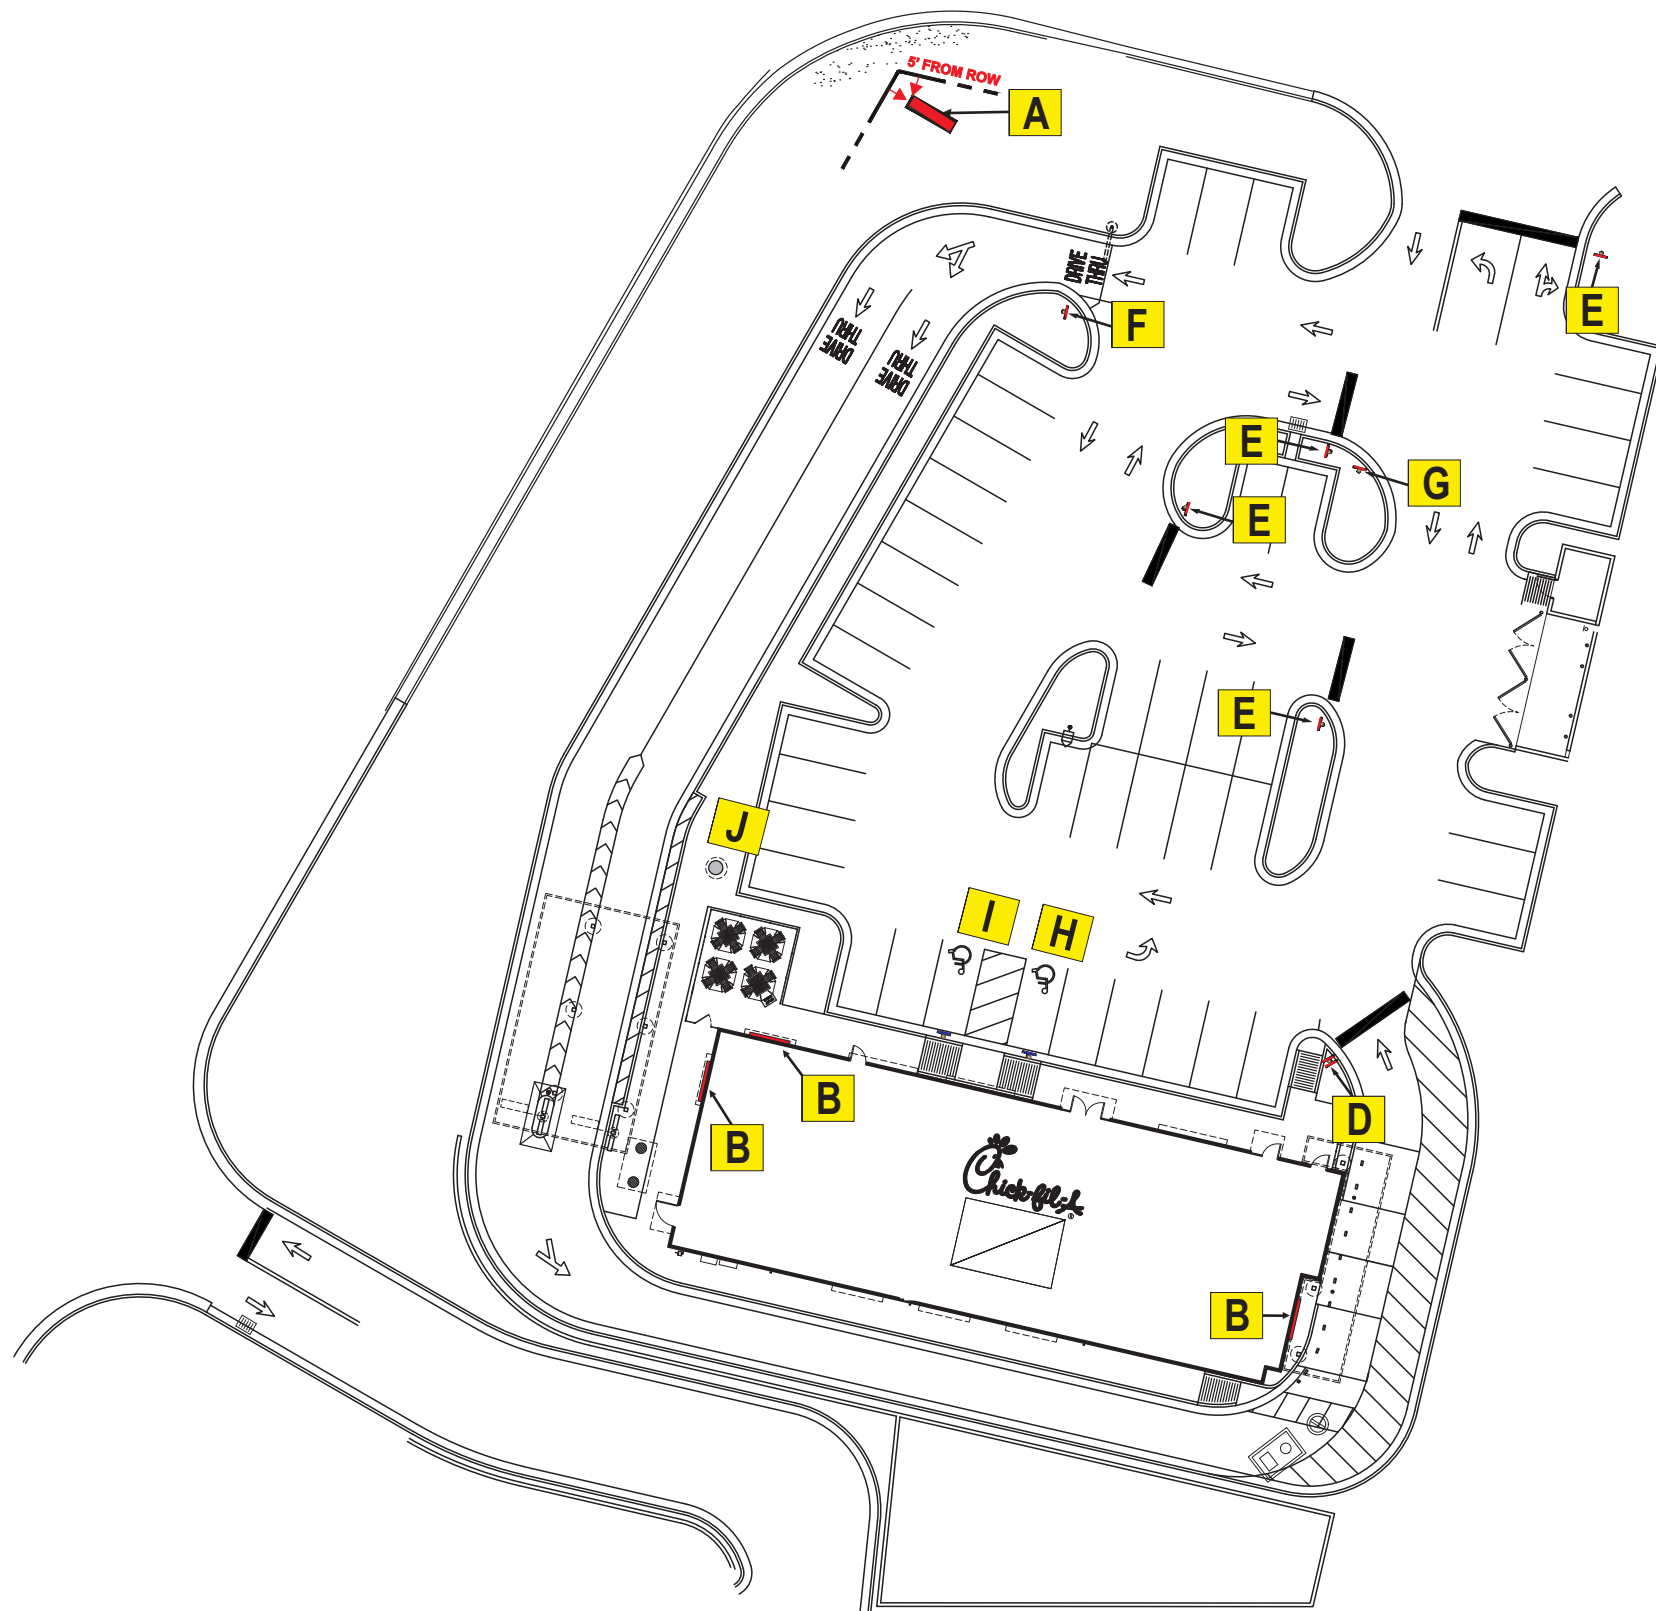 5' FROM ROW
A
DRIVE
THRU
E
F
DRIVE
THRU
DRIVE
THRU
E
G
E
E
J
I
H
B
D
B
Chick-fil-A
®
B